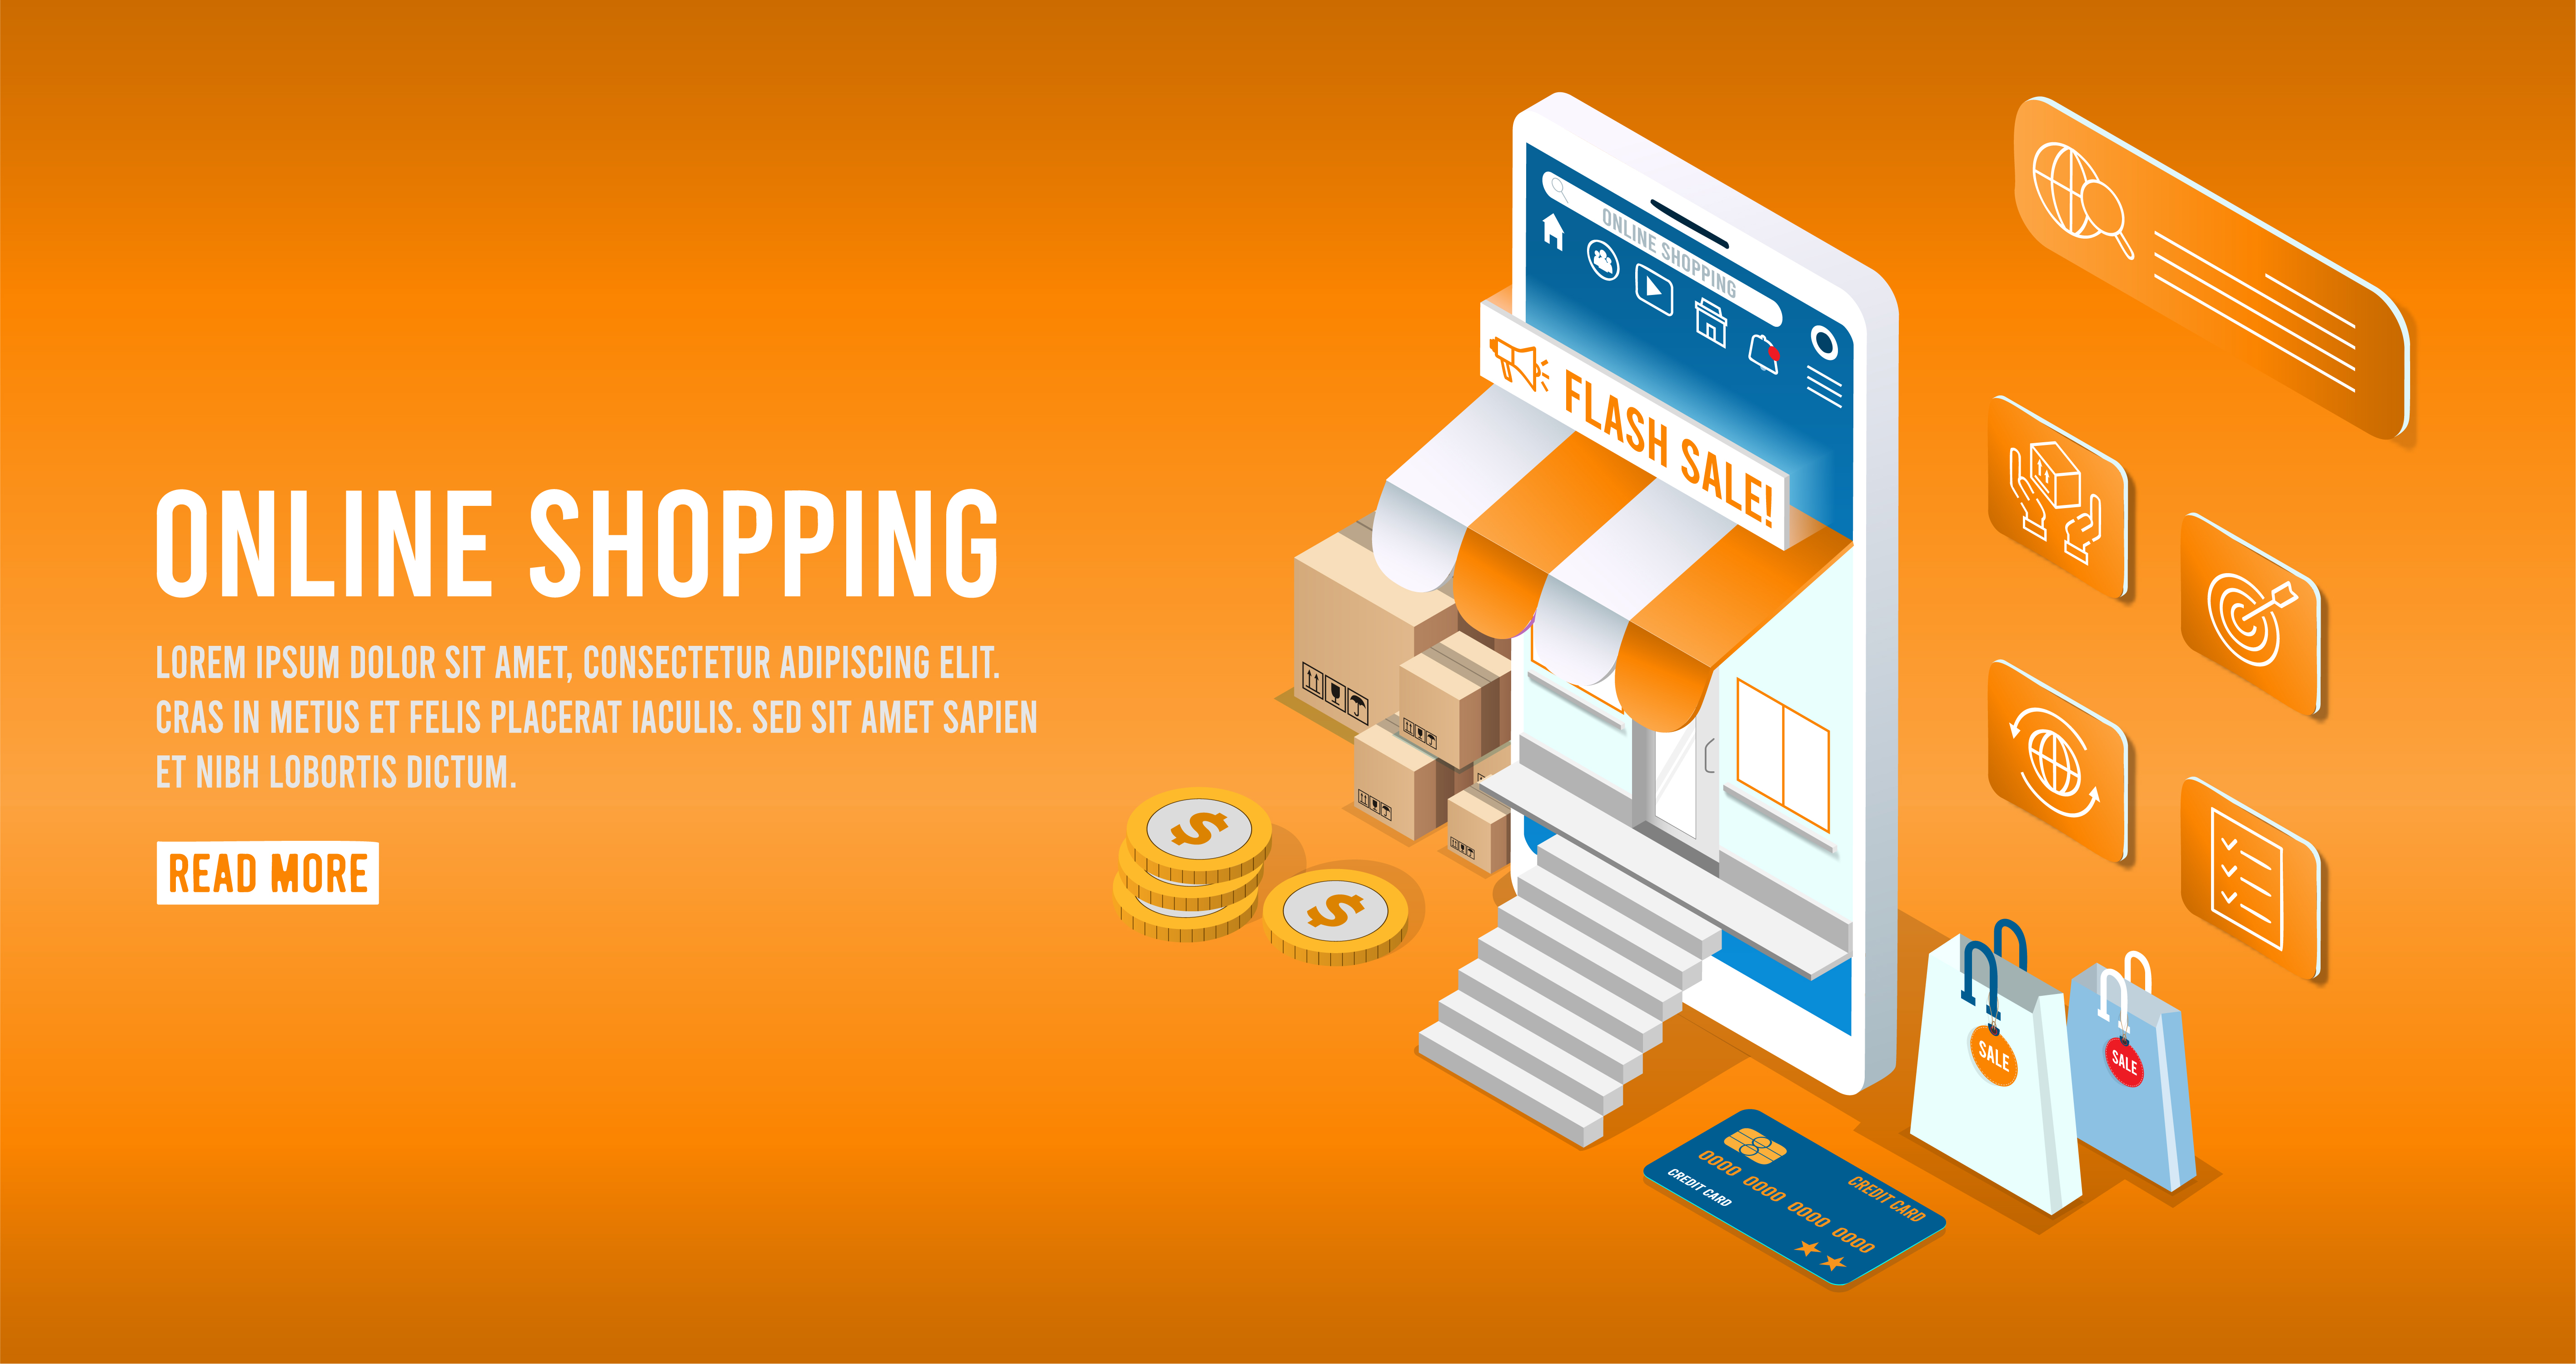 ONLINE SHOPPING
LOREM IPSUM DOLOR SIT AMET, CONSECTETUR ADIPISCING ELIT.
CRAS IN METUS ET FELIS PLACERAT IACULIS. SED SIT AMET SAPIEN
ET NIBH LOBORTIS DICTUM.
READ MORE
ONLINE SHOPPING
FLASH SALE!
$
$
SALE
SALE
CREDIT CARD
0000 0000 0000 0000
CREDIT CARD